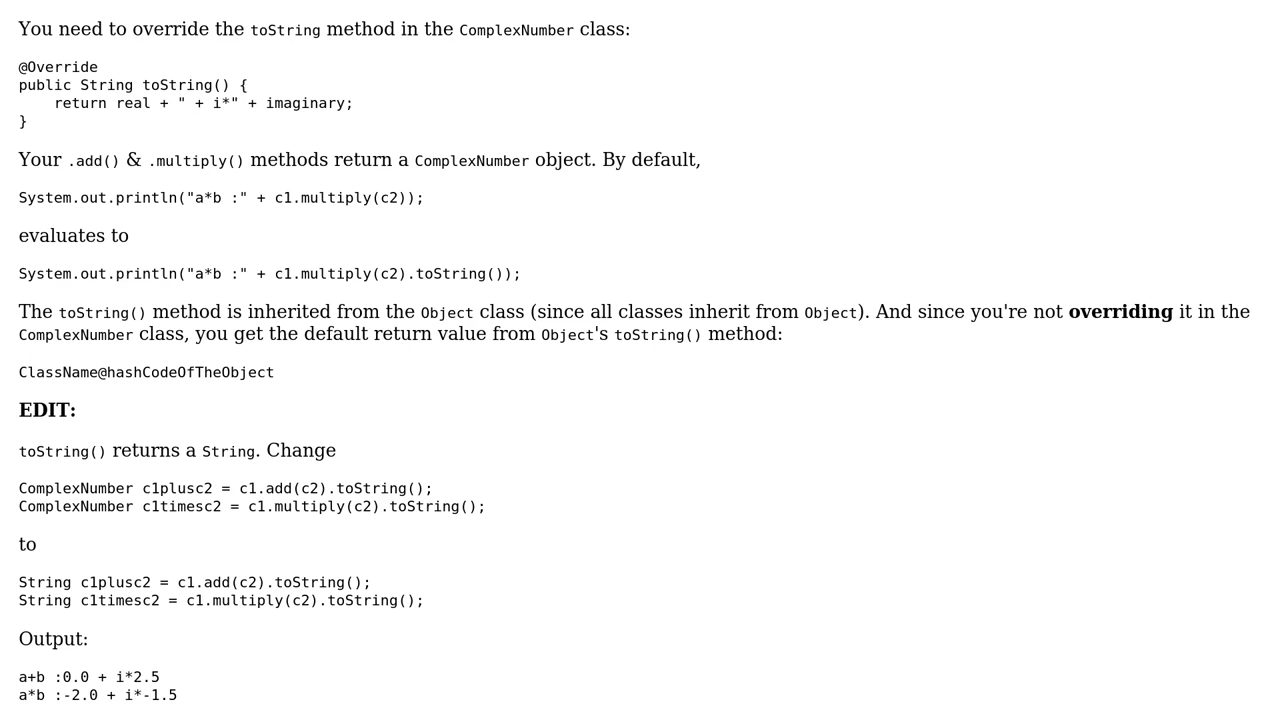 You need to override the toString method in the ComplexNumber class:
@Override
public String toString() {
    return real + " + i*" + imaginary;
}
Your .add() & .multiply() methods return a ComplexNumber object. By default,
System.out.println("a*b :" + c1.multiply(c2));
evaluates to
System.out.println("a*b :" + c1.multiply(c2).toString());
The toString() method is inherited from the Object class (since all classes inherit from Object). And since you're not overriding it in the
ComplexNumber class, you get the default return value from Object's toString() method:
ClassName@hashCodeOfTheObject
EDIT:
toString() returns a String. Change
ComplexNumber c1plusc2 = c1.add(c2).toString();
ComplexNumber c1timesc2 = c1.multiply(c2).toString();
to
String c1plusc2 = c1.add(c2).toString();
String c1timesc2 = c1.multiply(c2).toString();
Output:
a+b :0.0 + i*2.5
a*b :-2.0 + i*-1.5